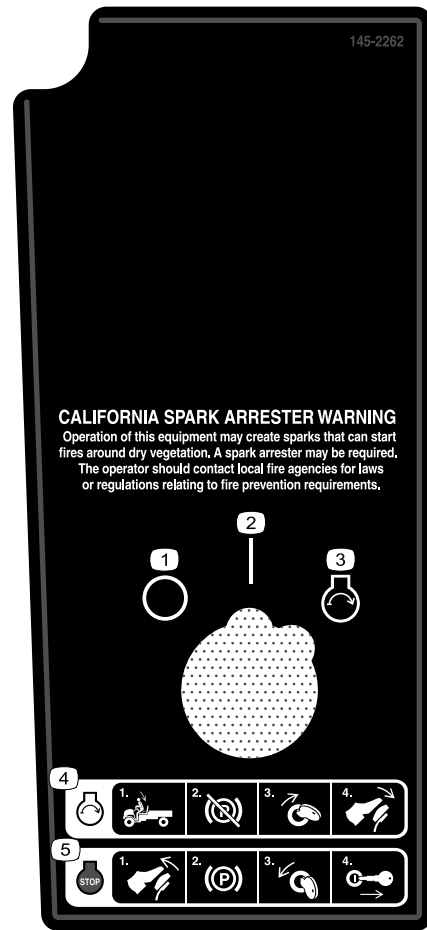 145-2262
CALIFORNIA SPARK ARRESTER WARNING
Operation of this equipment may create sparks that can start
fires around dry vegetation. A spark arrester may be required.
The operator should contact local fire agencies for laws
or regulations relating to fire prevention requirements.
2
1
3
4
1. 2. P 3. 4.
5
STOP 1. 2. P 3. 4.